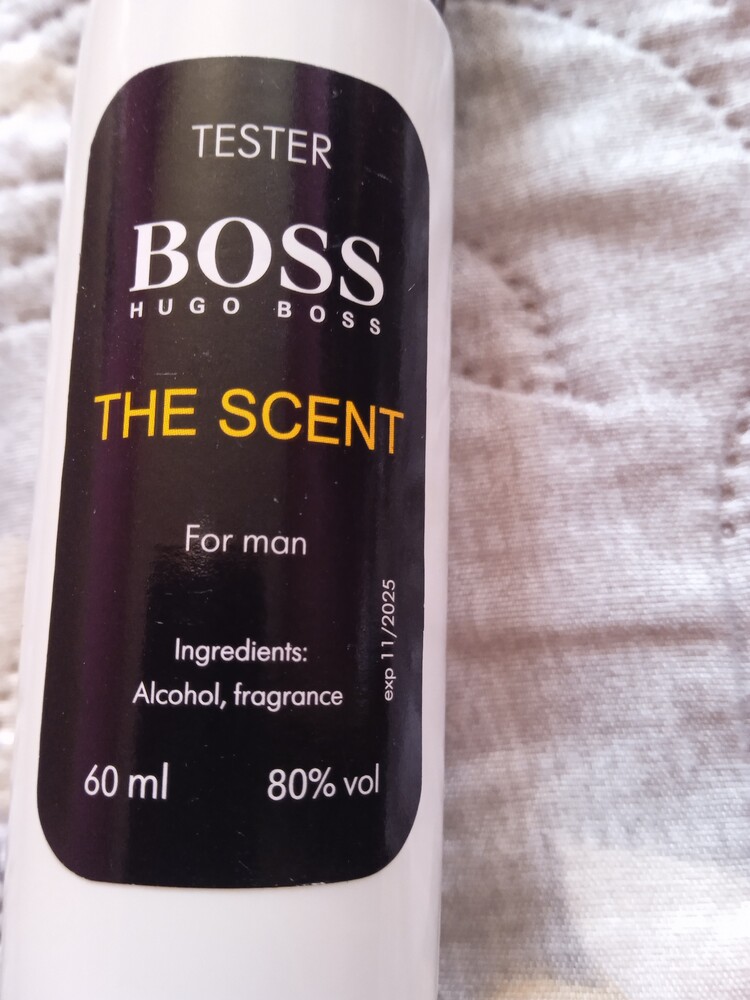 TESTER
BOSS
HUGO BOSS
THE SCENT
For man
exp 11/2025
Ingredients:
Alcohol, fragrance
60 ml 80% vol